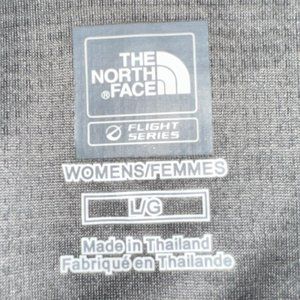 THE
NORTH
®FACE
FLIGHT
SERIES
WOMENS/FEMMES
L/G
Made in Thailand
Fabriqué en Thaïlande